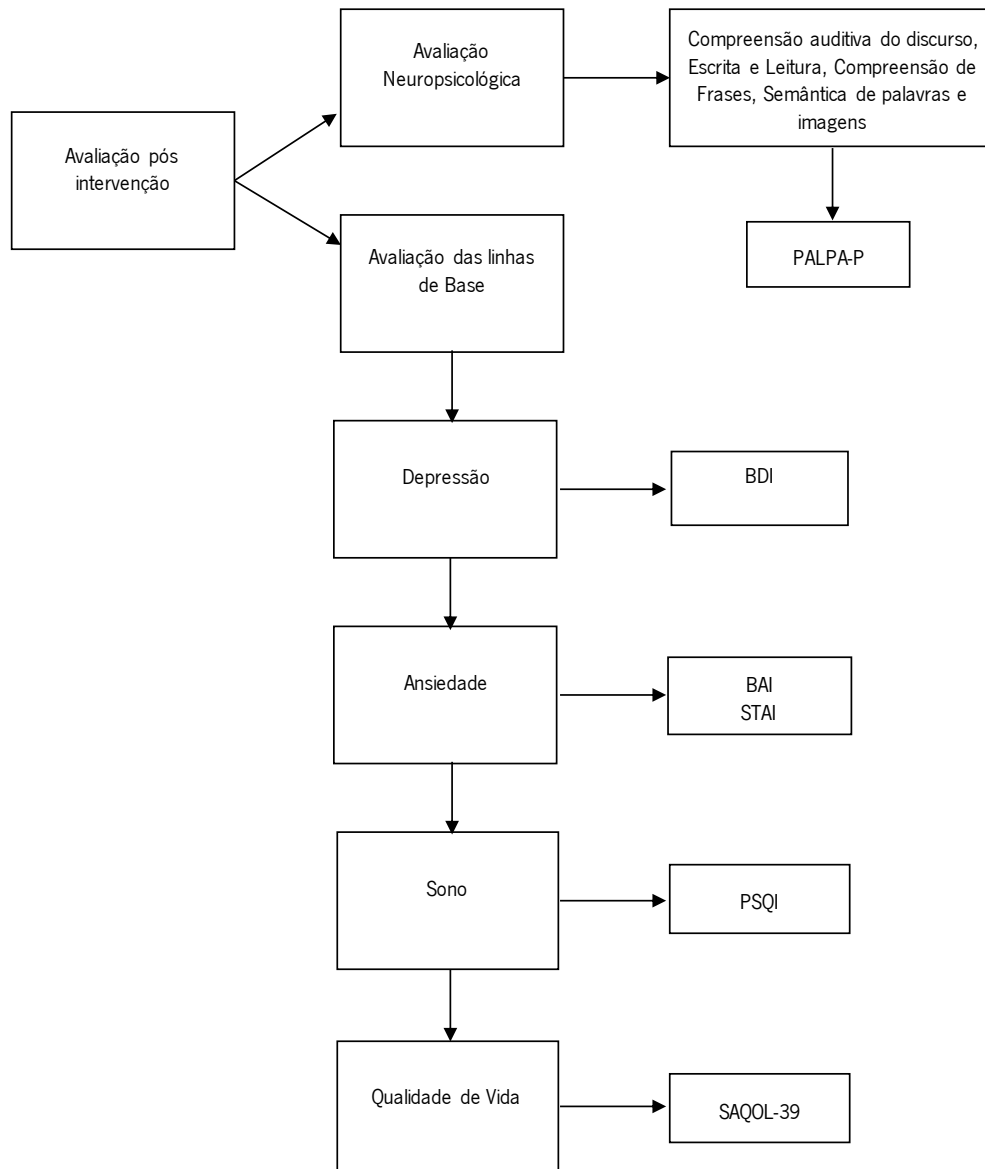 Avaliação pós
intervenção
Avaliação
Neuropsicológica
Compreensão auditiva do discurso,
Escrita e Leitura, Compreensão de
Frases, Semântica de palavras e
imagens
PALPA-P
Avaliação das linhas
de Base
Depressão
BDI
Ansiedade
BAI
STAI
Sono
PSQI
Qualidade de Vida
SAQOL-39